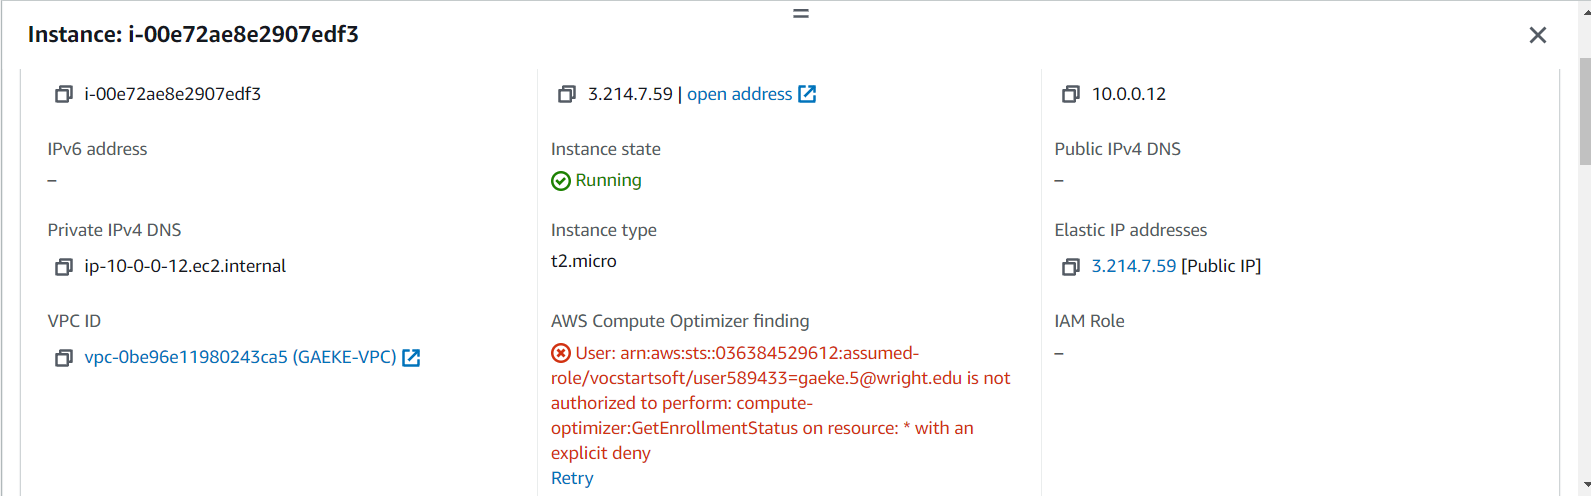 Instance: i-00e72ae8e2907edf3
i-00e72ae8e2907edf3
3.214.7.59 | open address
10.0.0.12
IPv6 address
–
Instance state
Running
Public IPv4 DNS
–
Private IPv4 DNS
ip-10-0-0-12.ec2.internal
Instance type
t2.micro
Elastic IP addresses
3.214.7.59 [Public IP]
VPC ID
vpc-0be96e11980243ca5 (GAEKE-VPC)
AWS Compute Optimizer finding
User: arn:aws:sts::036384529612:assumed-
role/vocstartsoft/user589433=gaeke.5@wright.edu is not
authorized to perform: compute-
optimizer:GetEnrollmentStatus on resource: * with an
explicit deny
Retry
IAM Role
–